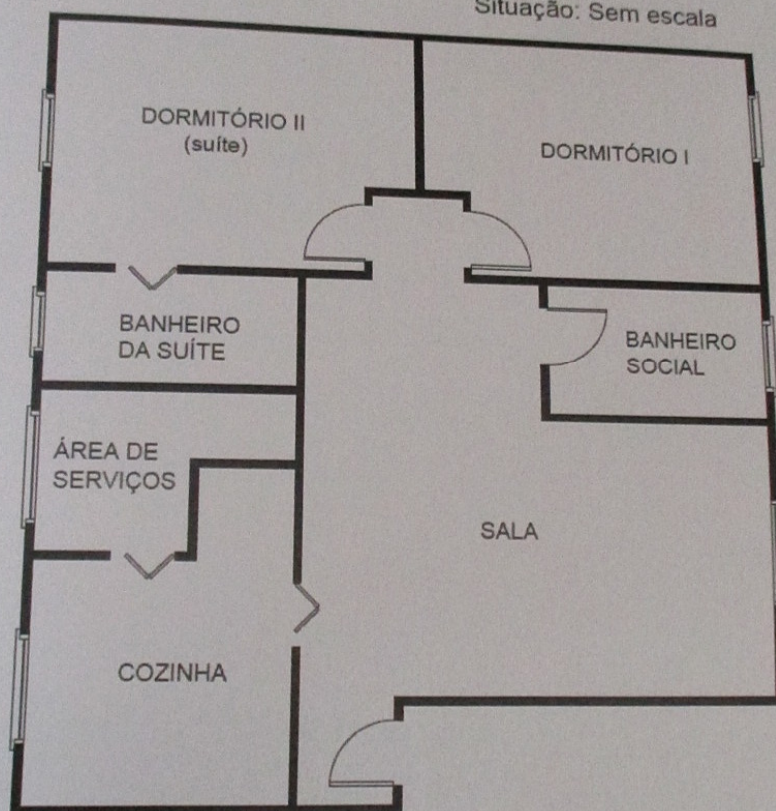 Situação: Sem escala
DORMITÓRIO II
(suíte)
DORMITÓRIO I
BANHEIRO
DA SUÍTE
BANHEIRO
SOCIAL
ÁREA DE
SERVIÇOS
SALA
COZINHA